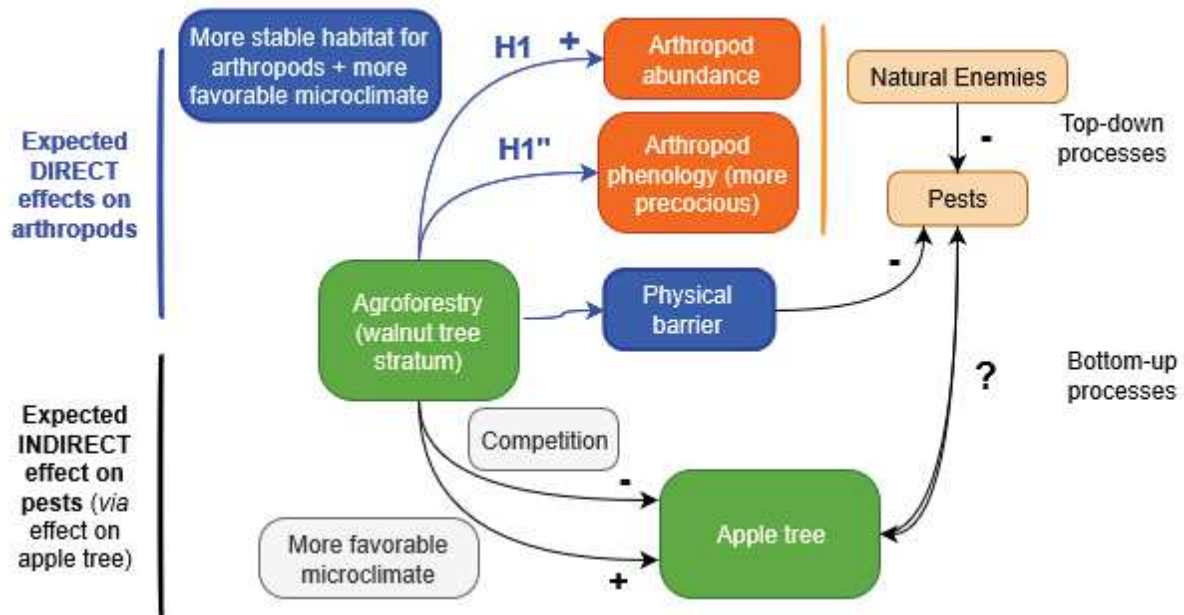 More stable habitat for
arthropods + more
favorable microclimate
H1
+
Arthropod
abundance
Natural Enemies
-
Top-down
processes
Expected
DIRECT
effects on
arthropods
H1"
Arthropod
phenology (more
precocious)
Pests
-
Agroforestry
(walnut tree
stratum)
Physical
barrier
?
Bottom-up
processes
Expected
INDIRECT
effect on
pests (via
effect on
apple tree)
Competition
-
Apple tree
More favorable
microclimate
+